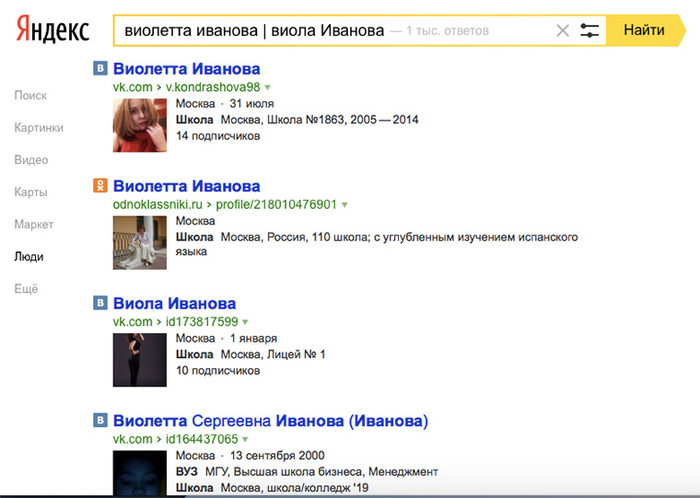 Яндекс
виолетта иванова | виола Иванова — 1 тыс. ответов
Найти
Поиск
Картинки
Видео
Карты
Маркет
Люди
Ещё
Виолетта Иванова
vk.com › v.kondrashova98
Москва · 31 июля
Школа Москва, Школа №1863, 2005—2014
14 подписчиков
Виолетта Иванова
odnoklassniki.ru › profile/218010476901
Москва
Школа Москва, Россия, 110 школа; с углубленным изучением испанского
языка
Виола Иванова
vk.com › id173817599
Москва · 1 января
Школа Москва, Лицей № 1
10 подписчиков
Виолетта Сергеевна Иванова (Иванова)
vk.com › id164437065
Москва · 13 сентября 2000
ВУЗ МГУ, Высшая школа бизнеса, Менеджмент
Школа Москва, школа/колледж '19